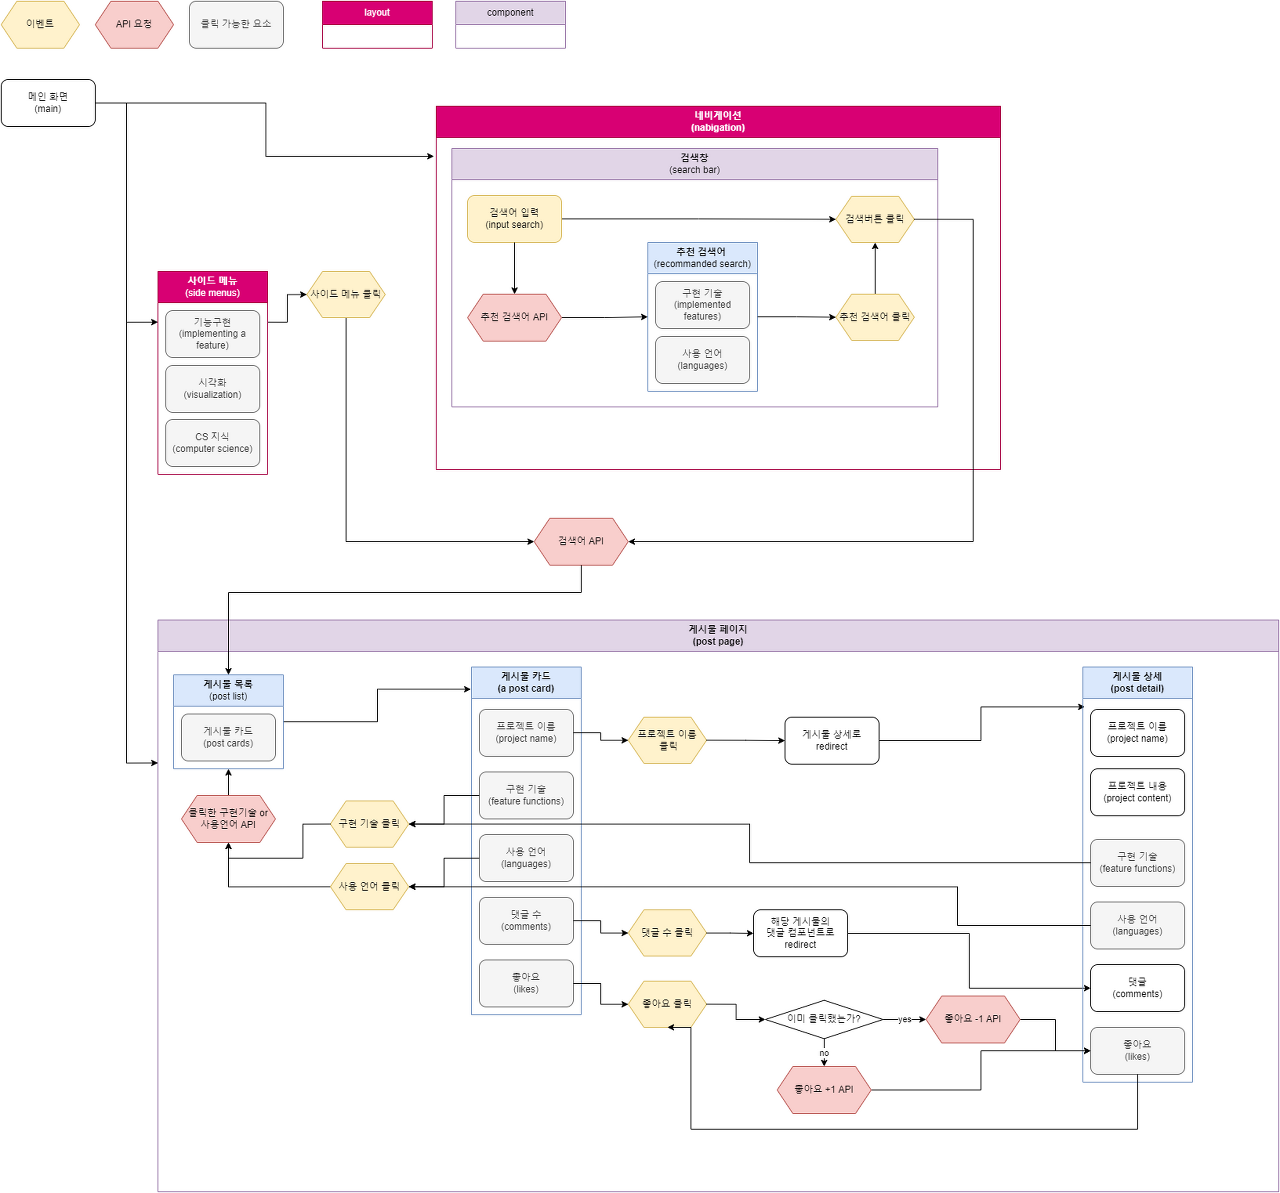 이벤트
API 요청
클릭 가능한 요소
layout
component
메인 화면
(main)
네비게이션
(nabigation)
검색창
(search bar)
검색어 입력
(input search)
검색버튼 클릭
추천 검색어
(recommanded search)
구현 기술
(implemented
features)
사용 언어
(languages)
추천 검색어 API
추천 검색어 클릭
사이드 메뉴
(side menus)
기능구현
(implementing a
feature)
시각화
(visualization)
CS 지식
(computer science)
사이드 메뉴 클릭
검색어 API
게시물 페이지
(post page)
게시물 목록
(post list)
게시물 카드
(post cards)
클릭한 구현기술 or
사용언어 API
구현 기술 클릭
사용 언어 클릭
게시물 카드
(a post card)
프로젝트 이름
(project name)
구현 기술
(feature functions)
사용 언어
(languages)
댓글 수
(comments)
좋아요
(likes)
프로젝트 이름
클릭
게시물 상세로
redirect
댓글 수 클릭
해당 게시물의
댓글 컴포넌트로
redirect
좋아요 클릭
이미 클릭했는가?
yes
no
좋아요 -1 API
좋아요 +1 API
게시물 상세
(post detail)
프로젝트 이름
(project name)
프로젝트 내용
(project content)
구현 기술
(feature functions)
사용 언어
(languages)
댓글
(comments)
좋아요
(likes)